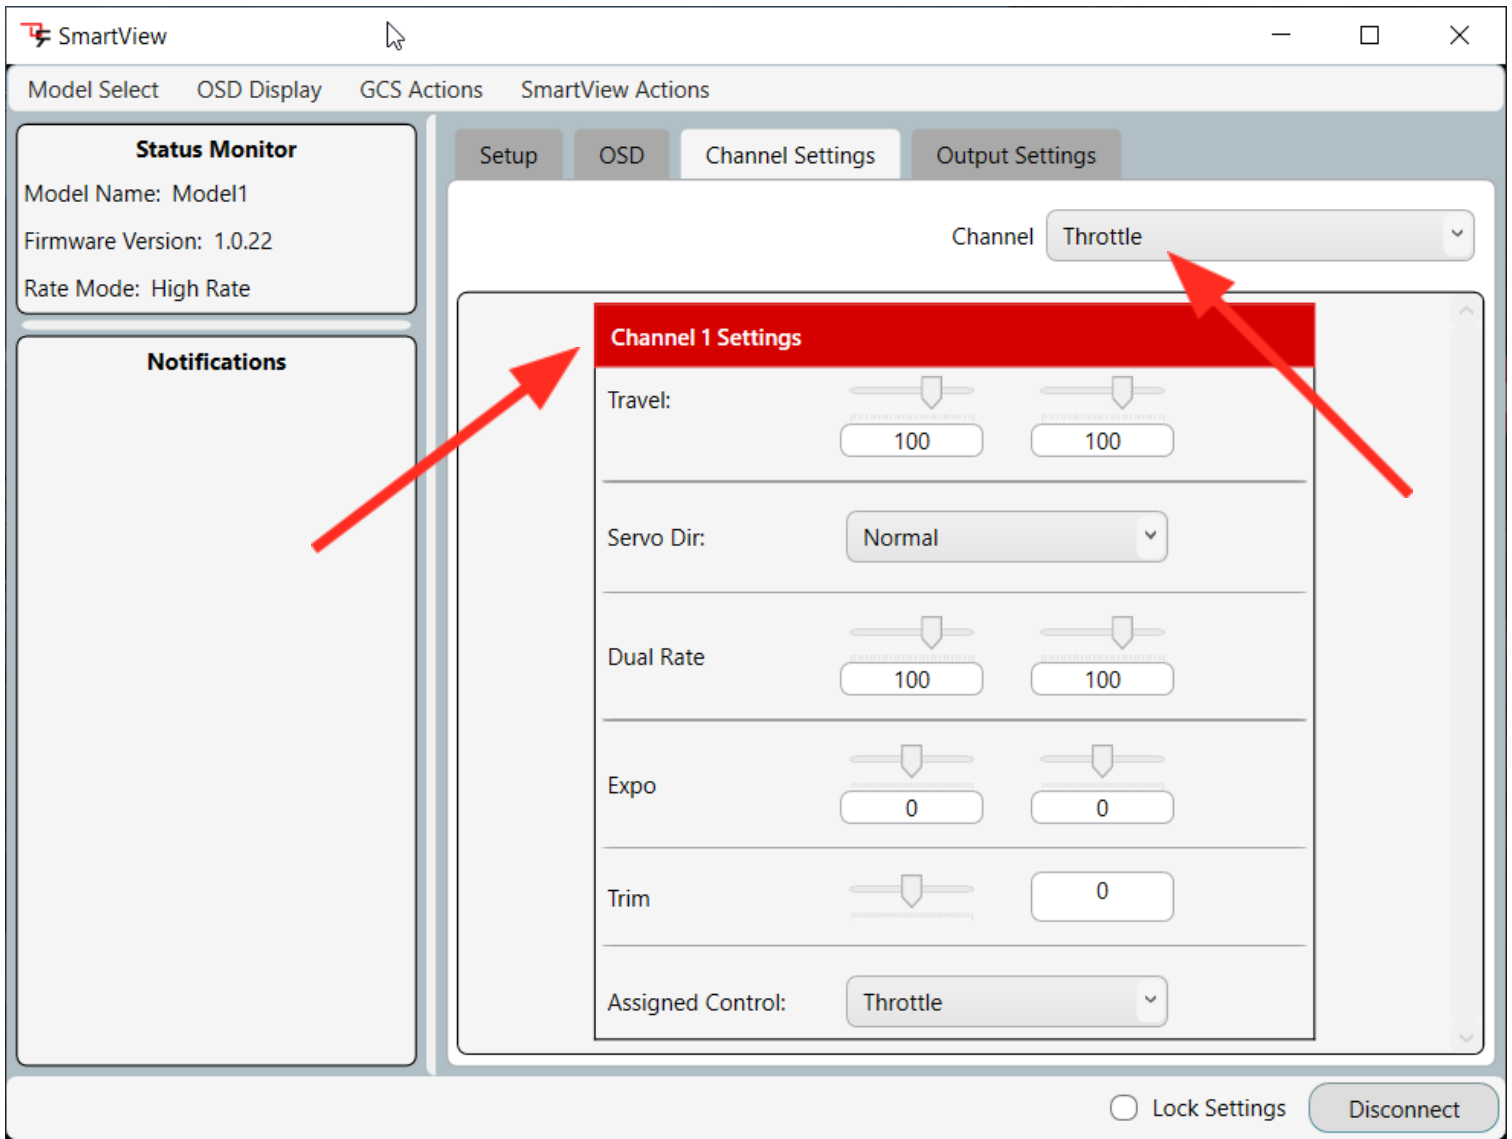 SmartView
Model Select OSD Display GCS Actions SmartView Actions
Status Monitor
Model Name: Model1
Firmware Version: 1.0.22
Rate Mode: High Rate
Notifications
Setup OSD Channel Settings Output Settings
Channel Throttle
Channel 1 Settings
Travel:
100 100
Servo Dir: Normal
Dual Rate
100 100
Expo
0 0
Trim 0
Assigned Control: Throttle
Lock Settings Disconnect